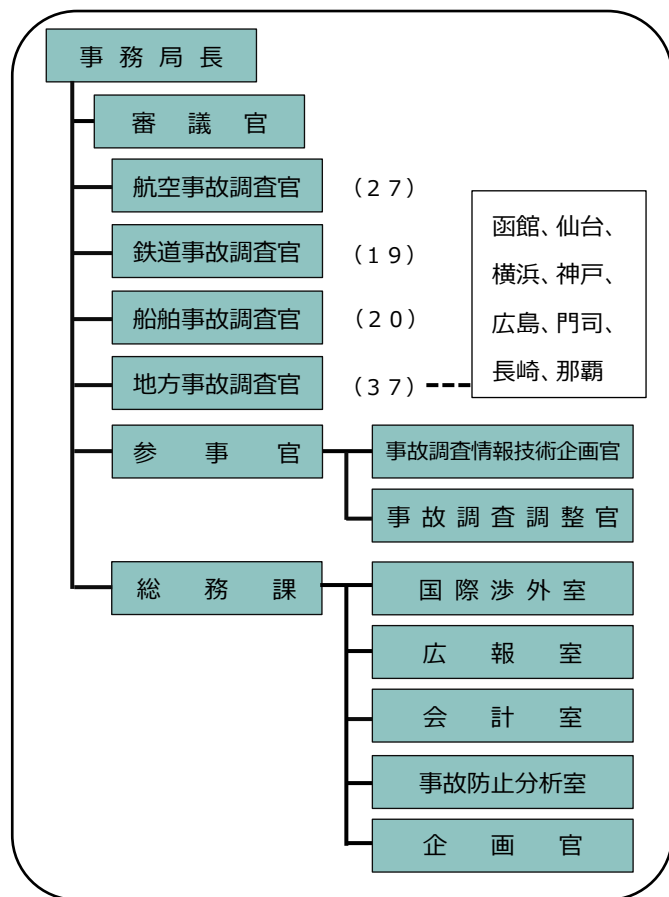 事務局長
審議官
航空事故調査官 (27)
鉄道事故調査官 (19)
船舶事故調査官 (20)
地方事故調査官 (37)
函館、仙台、
横浜、神戸、
広島、門司、
長崎、那覇
参事官
事故調査情報技術企画官
事故調査調整官
総務課
国際渉外室
広報室
会計室
事故防止分析室
企画官